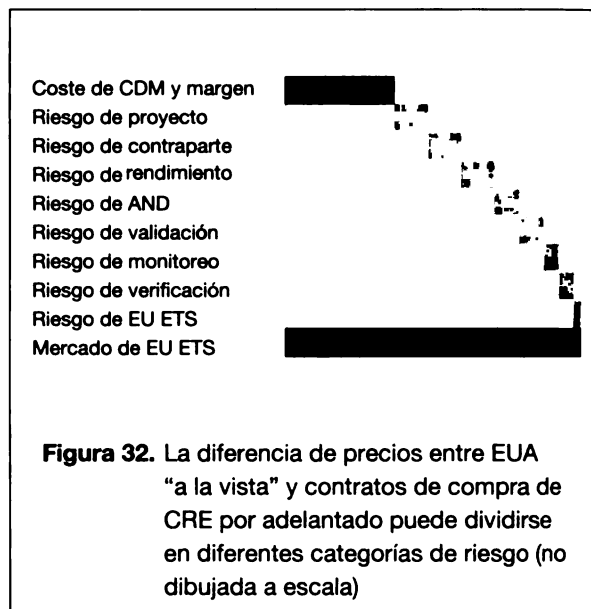 Coste de CDM y margen
Riesgo de proyecto
Riesgo de contraparte
Riesgo de rendimiento
Riesgo de AND
Riesgo de validación
Riesgo de monitoreo
Riesgo de verificación
Riesgo de EU ETS
Mercado de EU ETS
Figura 32. La diferencia de precios entre EUA
“a la vista” y contratos de compra de
CRE por adelantado puede dividirse
en diferentes categorías de riesgo (no
dibujada a escala)